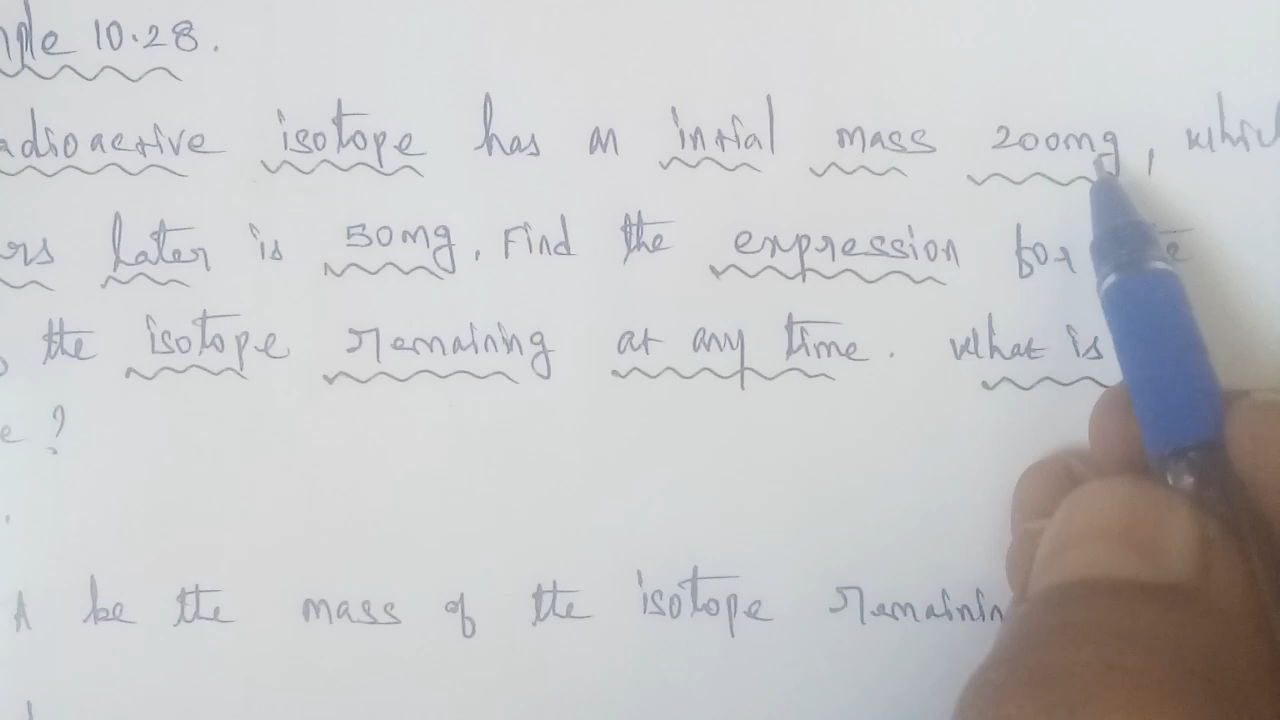 ple 10.28.
adioactive isotope has an initial mass 200mg, whic
rs later is 50mg. Find the expression for
the isotope remaining at any time. what is
e ?
A be the mass of the isotope remainin